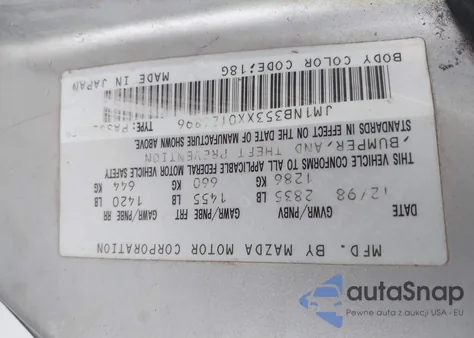 MFD. BY MAZDA MOTOR CORPORATION
DATE GVWR/PNBV GAWR/PNBE FRT GAWR/PNBE RR
12/98 2835 LB 1455 LB 1420 LB
1286 KG 660 KG 644 KG
THIS VEHICLE CONFORMS TO ALL APPLICABLE FEDERAL MOTOR VEHICLE SAFETY
, BUMPER, AND THEFT PREVENTION
STANDARDS IN EFFECT ON THE DATE OF MANUFACTURE SHOWN ABOVE
TYPE:
BODY COLOR CODE:18G MADE IN JAPAN
autoSnap
Pewne auta z aukcji USA - EU